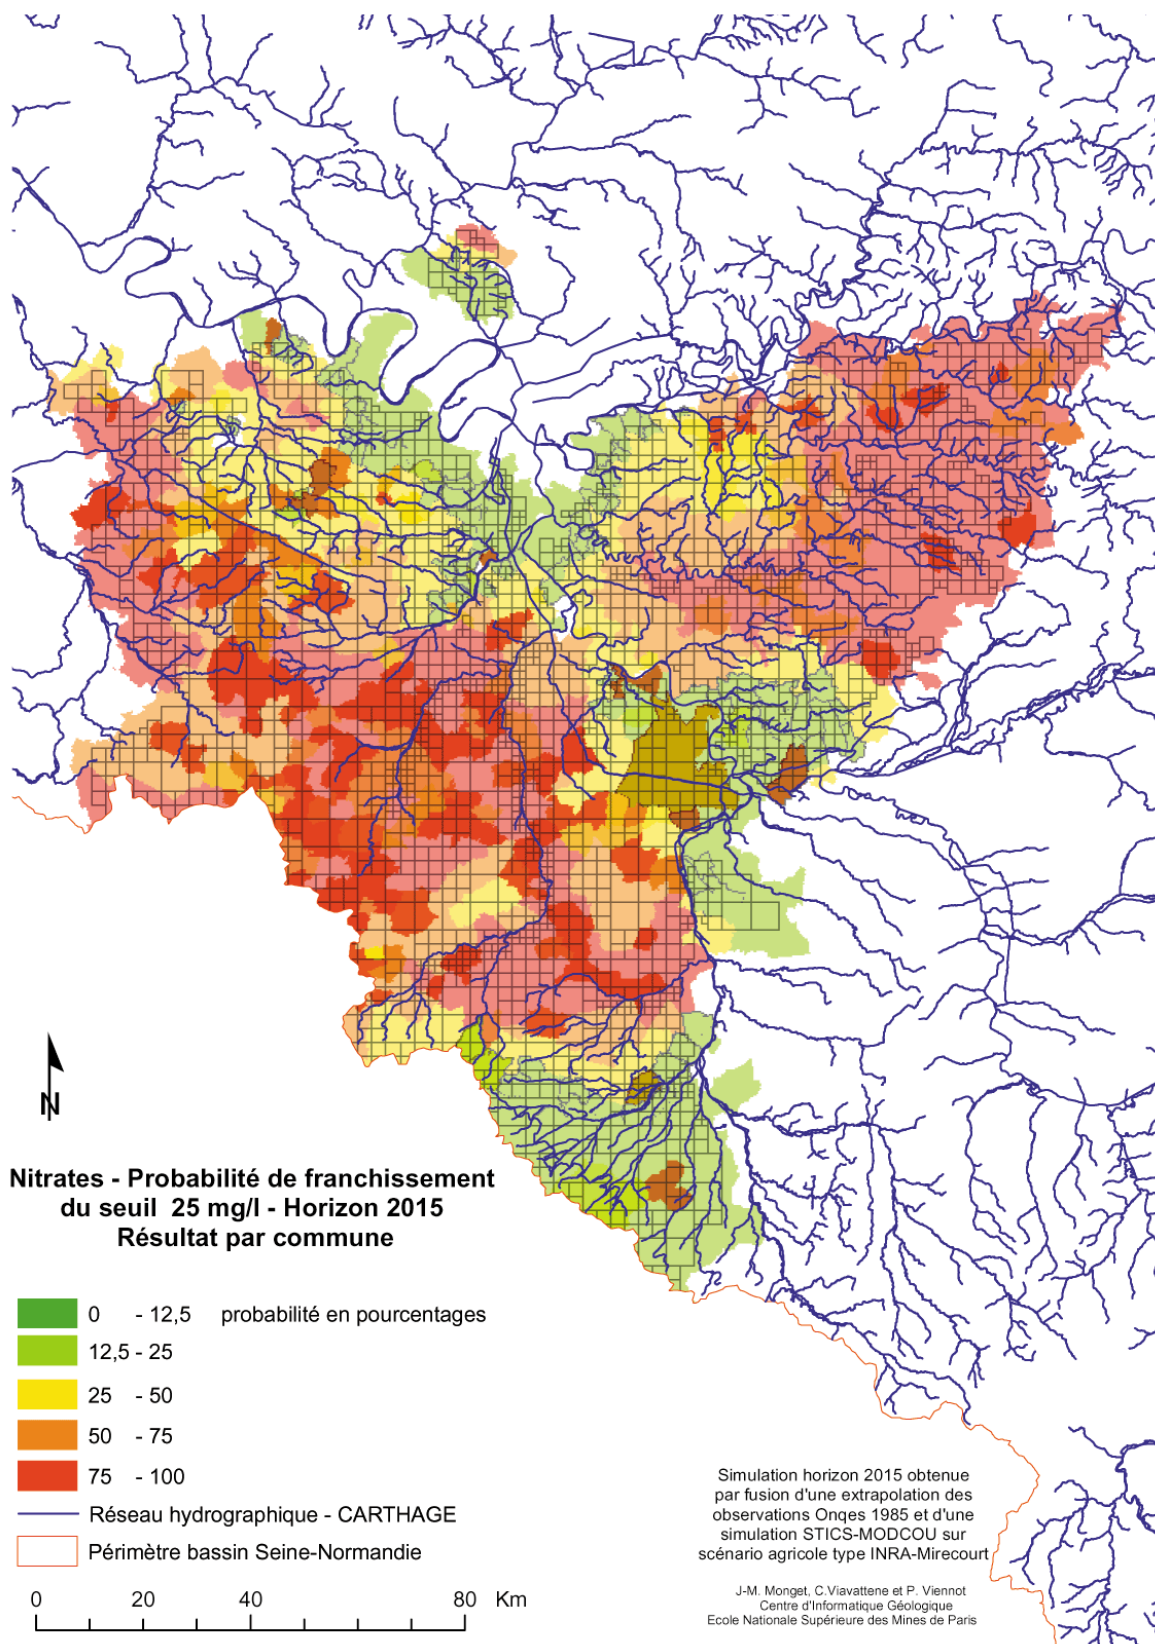 N
Nitrates - Probabilité de franchissement
du seuil 25 mg/l - Horizon 2015
Résultat par commune
0 - 12,5 probabilité en pourcentages
12,5 - 25
25 - 50
50 - 75
75 - 100
Réseau hydrographique - CARTHAGE
Périmètre bassin Seine-Normandie
0 20 40 80 Km
Simulation horizon 2015 obtenue
par fusion d'une extrapolation des
observations Onqes 1985 et d'une
simulation STICS-MODCOU sur
scénario agricole type INRA-Mirecourt
J-M. Monget, C.Viavattene et P. Viennot
Centre d'Informatique Géologique
Ecole Nationale Supérieure des Mines de Paris